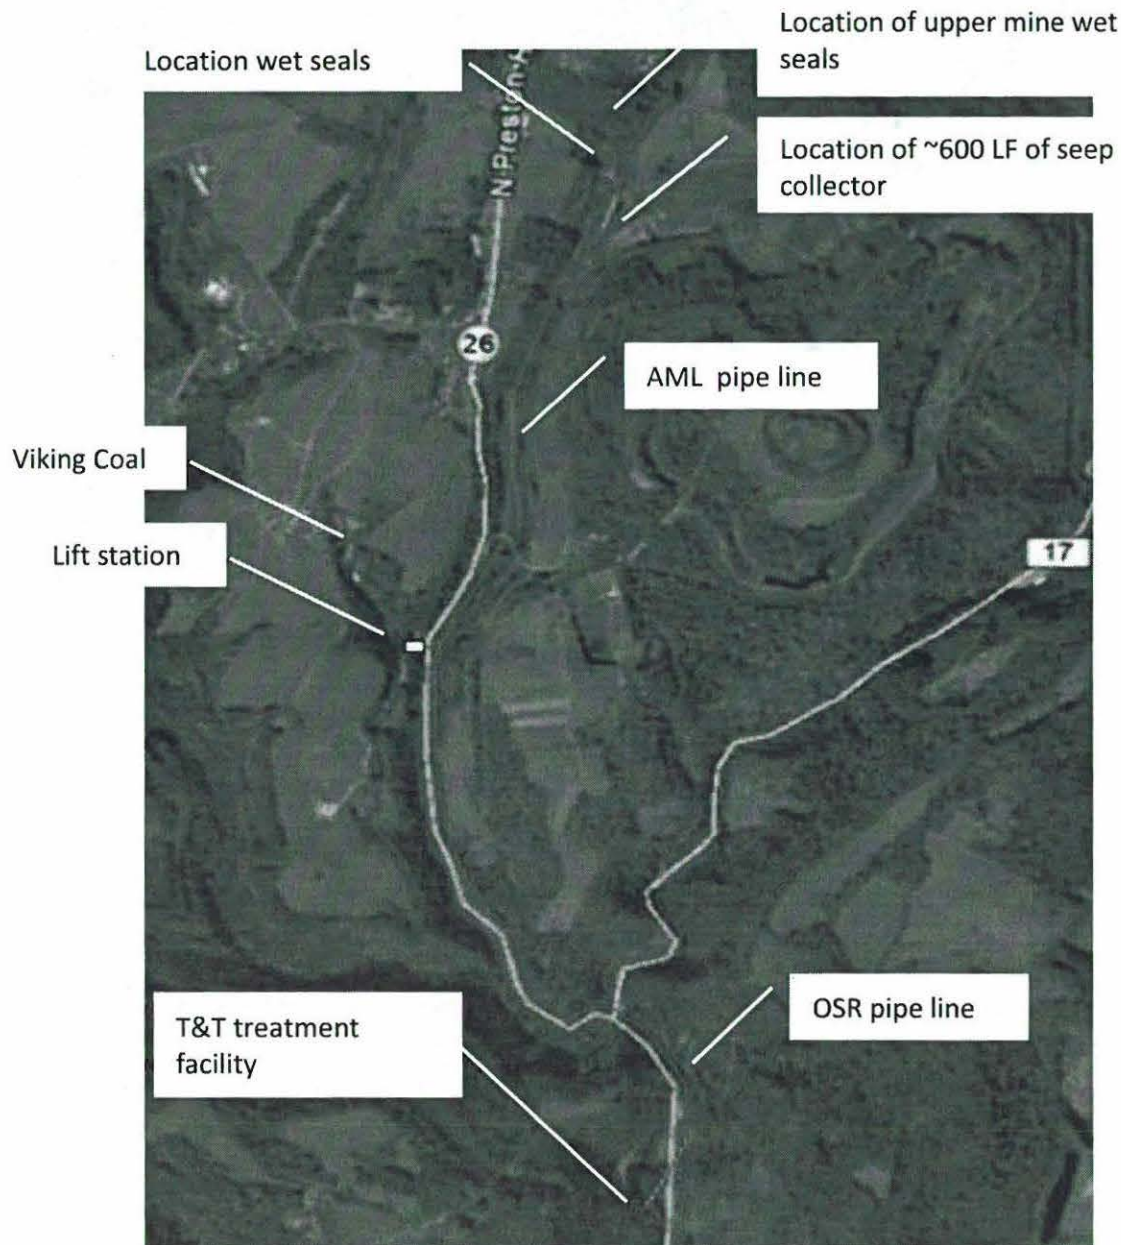 Location of upper mine wet
seals
Location wet seals
Location of ~600 LF of seep
collector
N Preston
26
AML pipe line
Viking Coal
Lift station
17
OSR pipe line
T&T treatment
facility